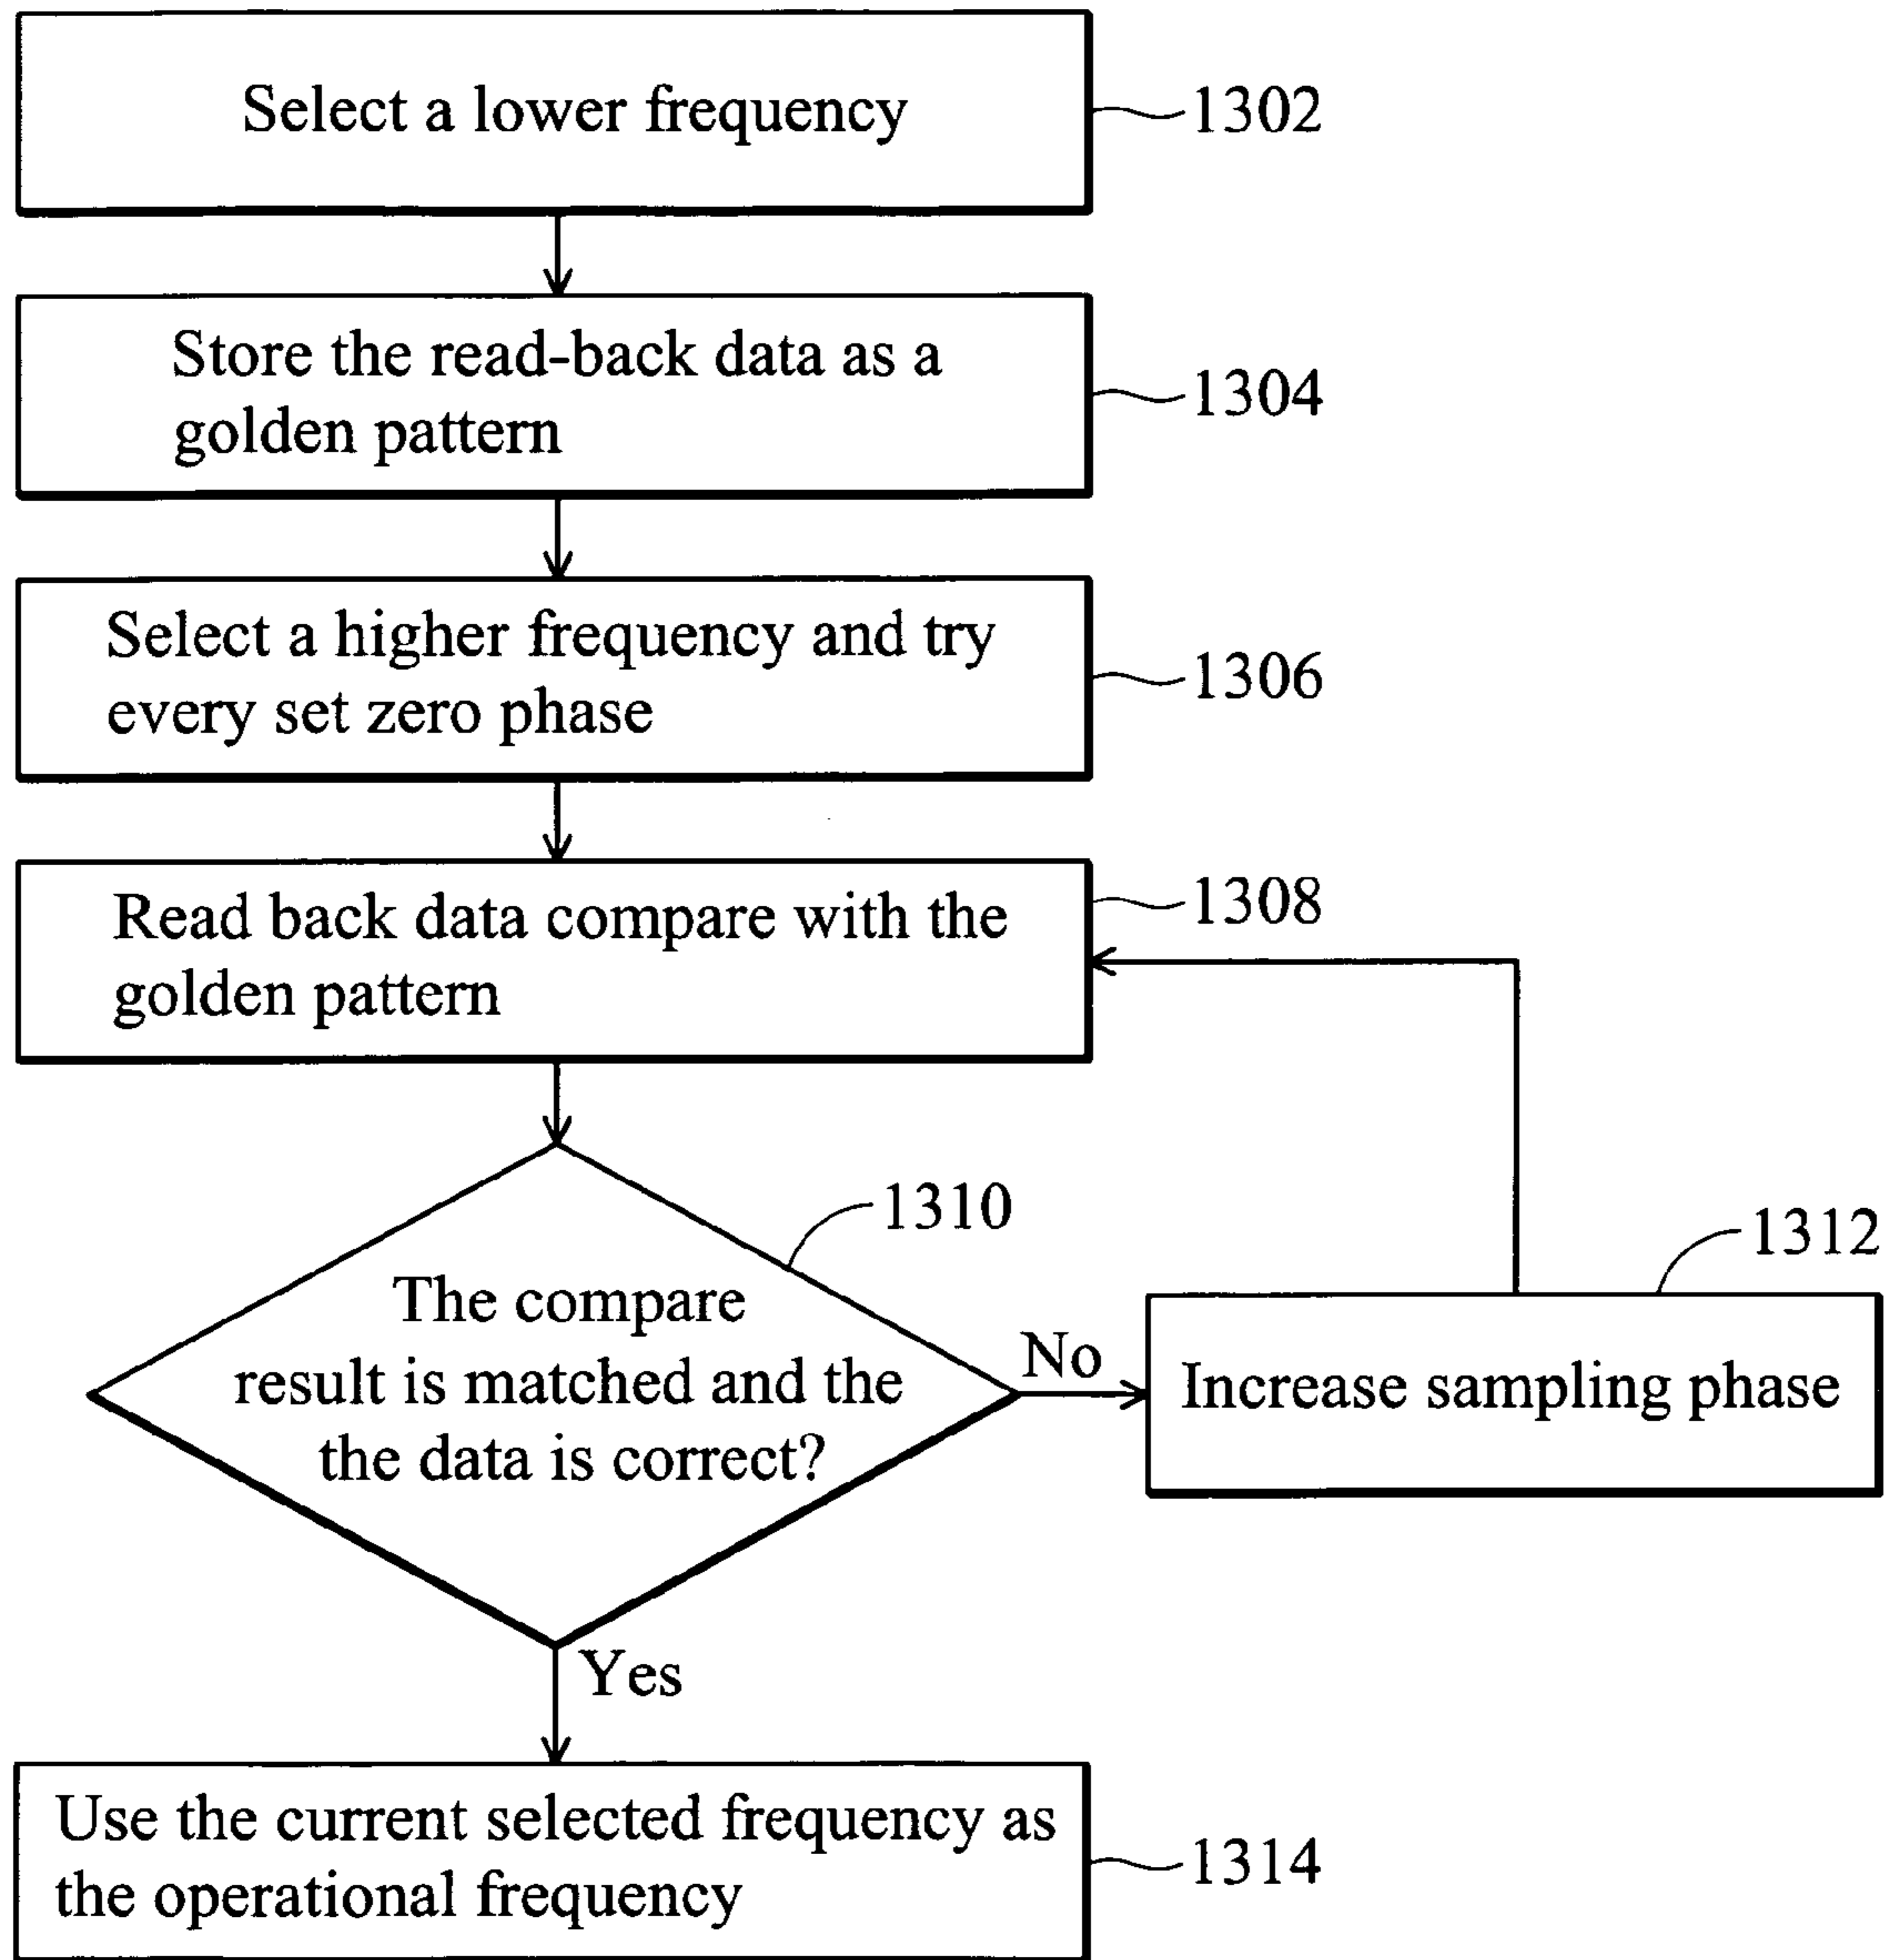 Select a lower frequency
1302
Store the read-back data as a
golden pattern
1304
Select a higher frequency and try
every set zero phase
1306
Read back data compare with the
golden pattern
1308
The compare
result is matched and the
the data is correct?
1310
No
Increase sampling phase
1312
Yes
Use the current selected frequency as
the operational frequency
1314